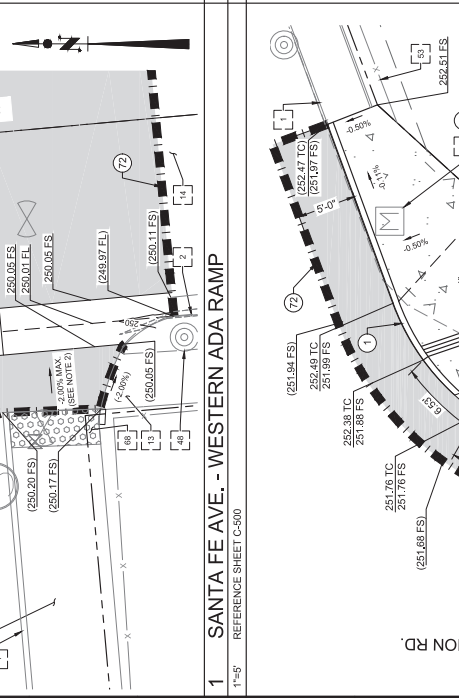 250.05 FS
250.01 FL
250.05 FS
(249.97 FL)
(250.11 FS)
72
14
2
250
-2.00% MAX.
(SEE NOTE 2)
(-2.00%)
(250.05 FS)
(250.20 FS)
(250.17 FS)
68
13
48
X
X
X
X
1
SANTA FE AVE. - WESTERN ADA RAMP
1"=5'
REFERENCE SHEET C-500
1
53
252.51 FS
(252.47 TC)
(251.97 FS)
-0.50%
-0.11%
-0.50%
M
5'-0"
72
(251.94 FS)
252.49 TC
251.99 FS
1
252.38 TC
251.88 FS
6.53'
251.76 TC
251.76 FS
(251.68 FS)
X
ION RD.